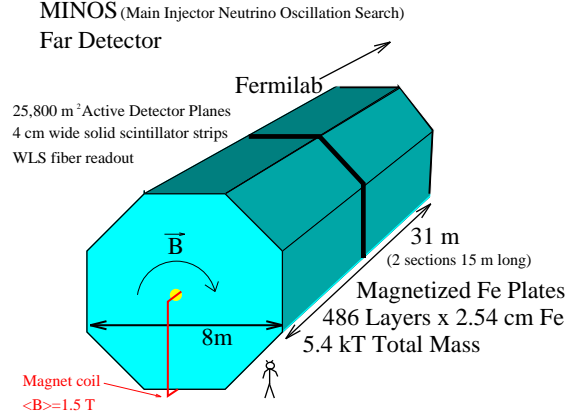 MINOS (Main Injector Neutrino Oscillation Search)
Far Detector
Fermilab
25,800 m² Active Detector Planes
4 cm wide solid scintillator strips
WLS fiber readout
B
31 m
(2 sections 15 m long)
Magnetized Fe Plates
486 Layers x 2.54 cm Fe
5.4 kT Total Mass
8m
Magnet coil
<B>=1.5 T